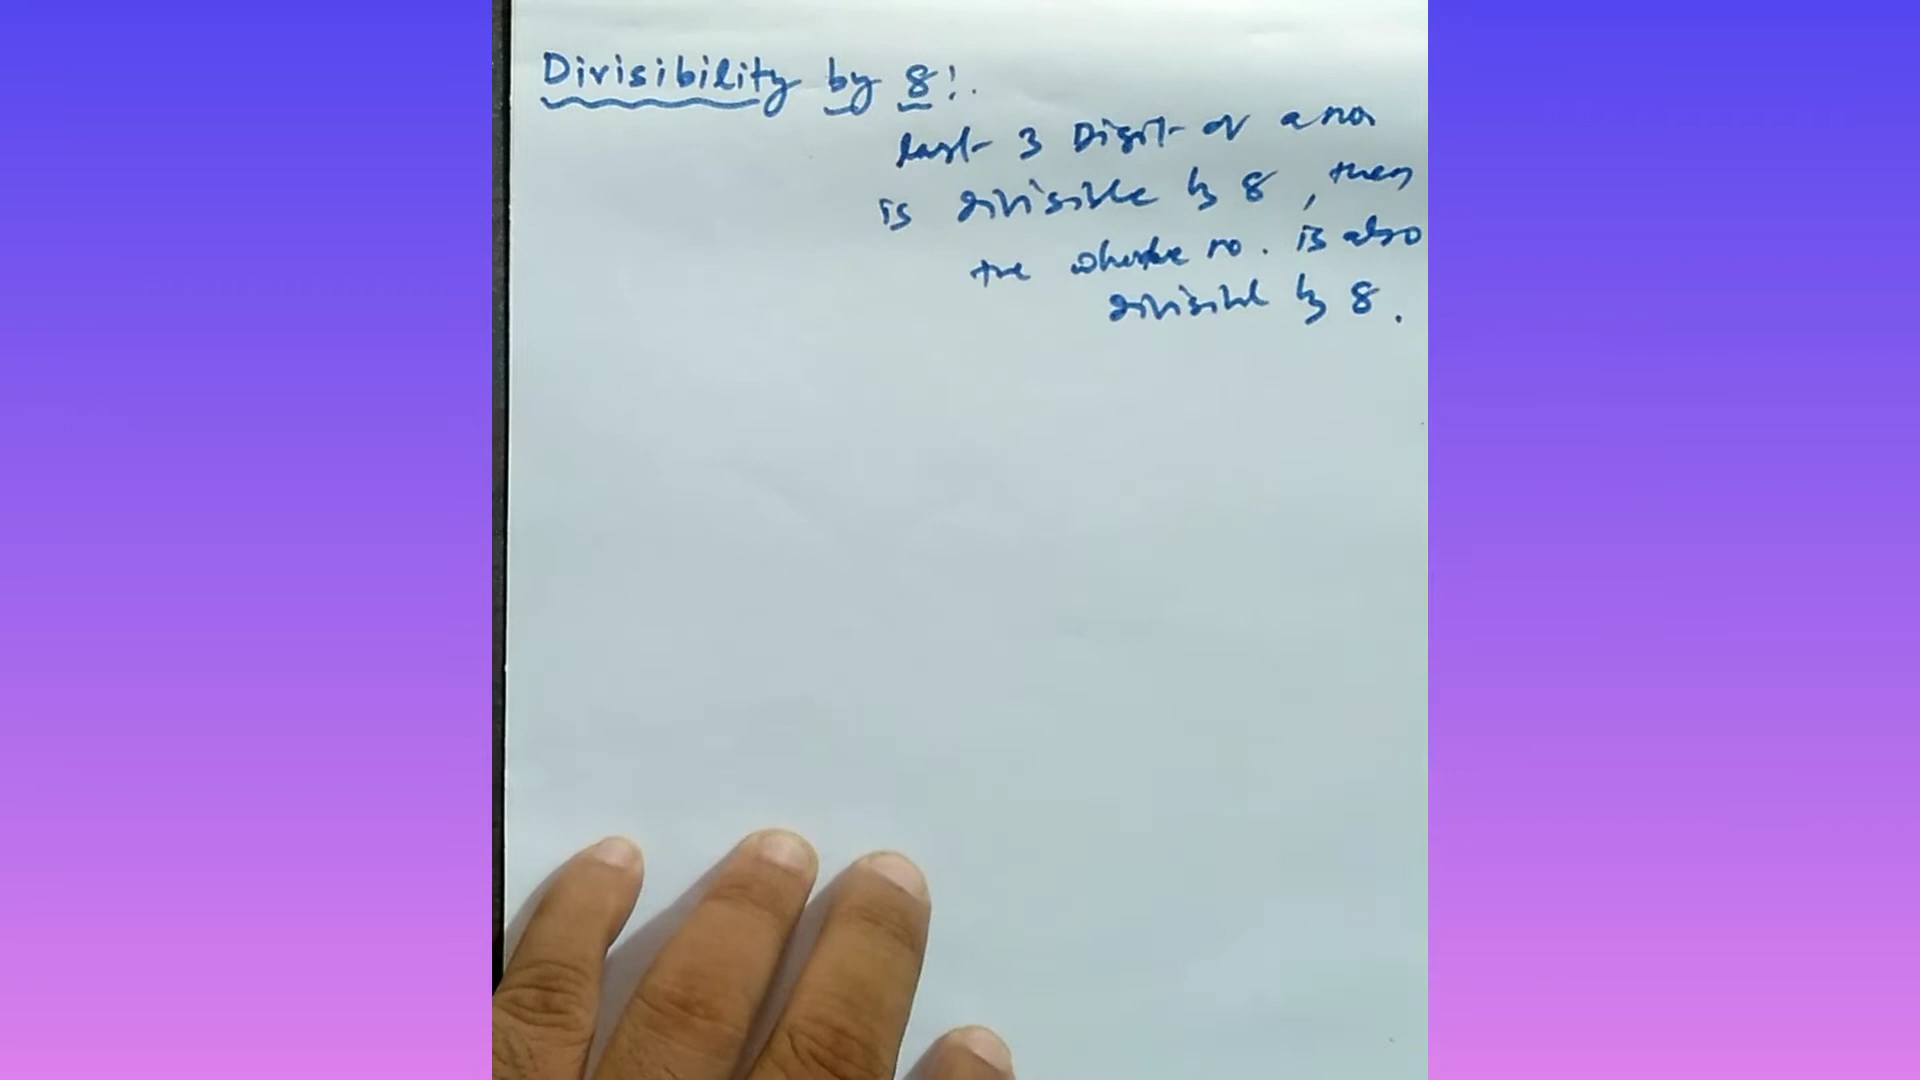 Divisibility by 8:.
last 3 Digit of a no.
is divisible by 8, then
the whole no. is also
divisible by 8.